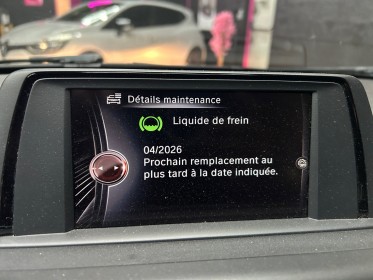 Détails maintenance
Liquide de frein
04/2026
Prochain remplacement au
plus tard à la date indiquée.